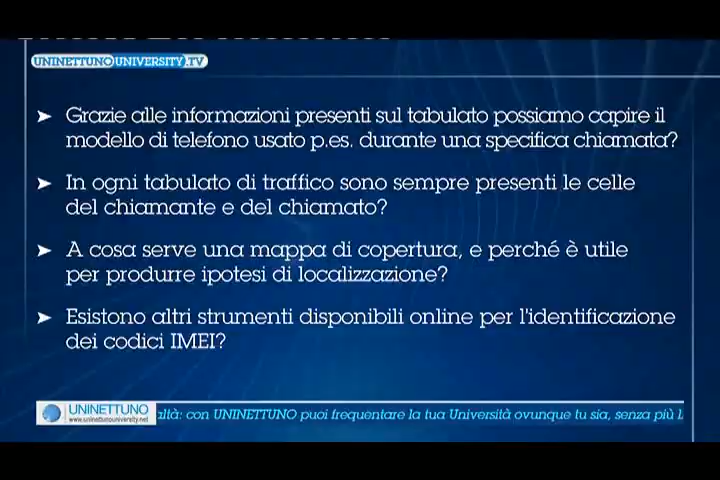 UNINETTUNO UNIVERSITY.TV
Grazie alle informazioni presenti sul tabulato possiamo capire il
modello di telefono usato p.es. durante una specifica chiamata?
In ogni tabulato di traffico sono sempre presenti le celle
del chiamante e del chiamato?
A cosa serve una mappa di copertura, e perché è utile
per produrre ipotesi di localizzazione?
Esistono altri strumenti disponibili online per l'identificazione
dei codici IMEI?
UNINETTUNO
www.uninettunouniversity.net
altà: con UNINETTUNO puoi frequentare la tua Università ovunque tu sia, senza più